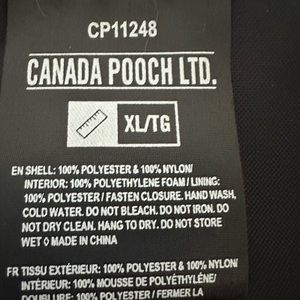 CP11248
CANADA POOCH LTD.
XL/TG
EN SHELL: 100% POLYESTER & 100% NYLON/
INTERIOR: 100% POLYETHYLENE FOAM / LINING:
100% POLYESTER / FASTEN CLOSURE. HAND WASH,
COLD WATER. DO NOT BLEACH. DO NOT IRON. DO
NOT DRY CLEAN. HANG TO DRY. DO NOT STORE
WET ◊ MADE IN CHINA
FR TISSU EXTÉRIEUR: 100% POLYESTER & 100% NYLON/
INTÉRIEUR: 100% MOUSSE DE POLYÉTHYLÈNE/
DOUBLURE: 100% POLYESTER / FERMER LA